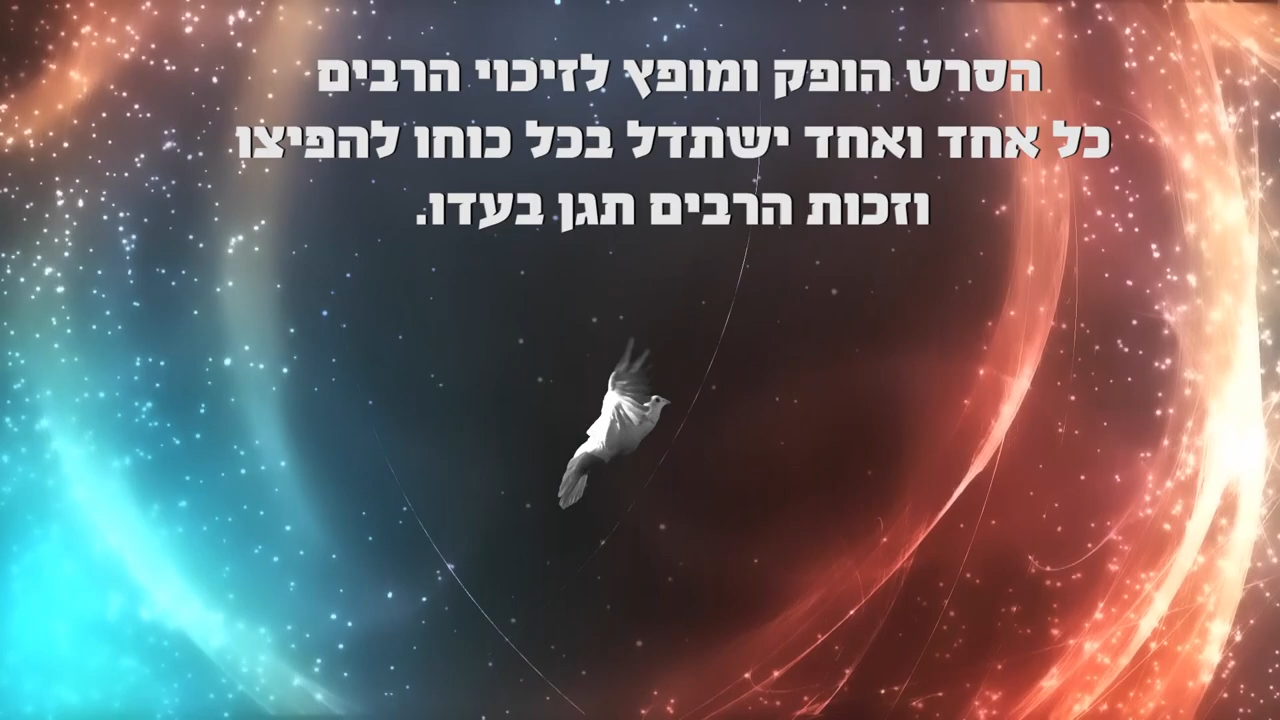 הסרט הופק ומופץ לזיכוי הרבים
כל אחד ואחד ישתדל בכל כוחו להפיצו
וזכות הרבים תגן בעדו.